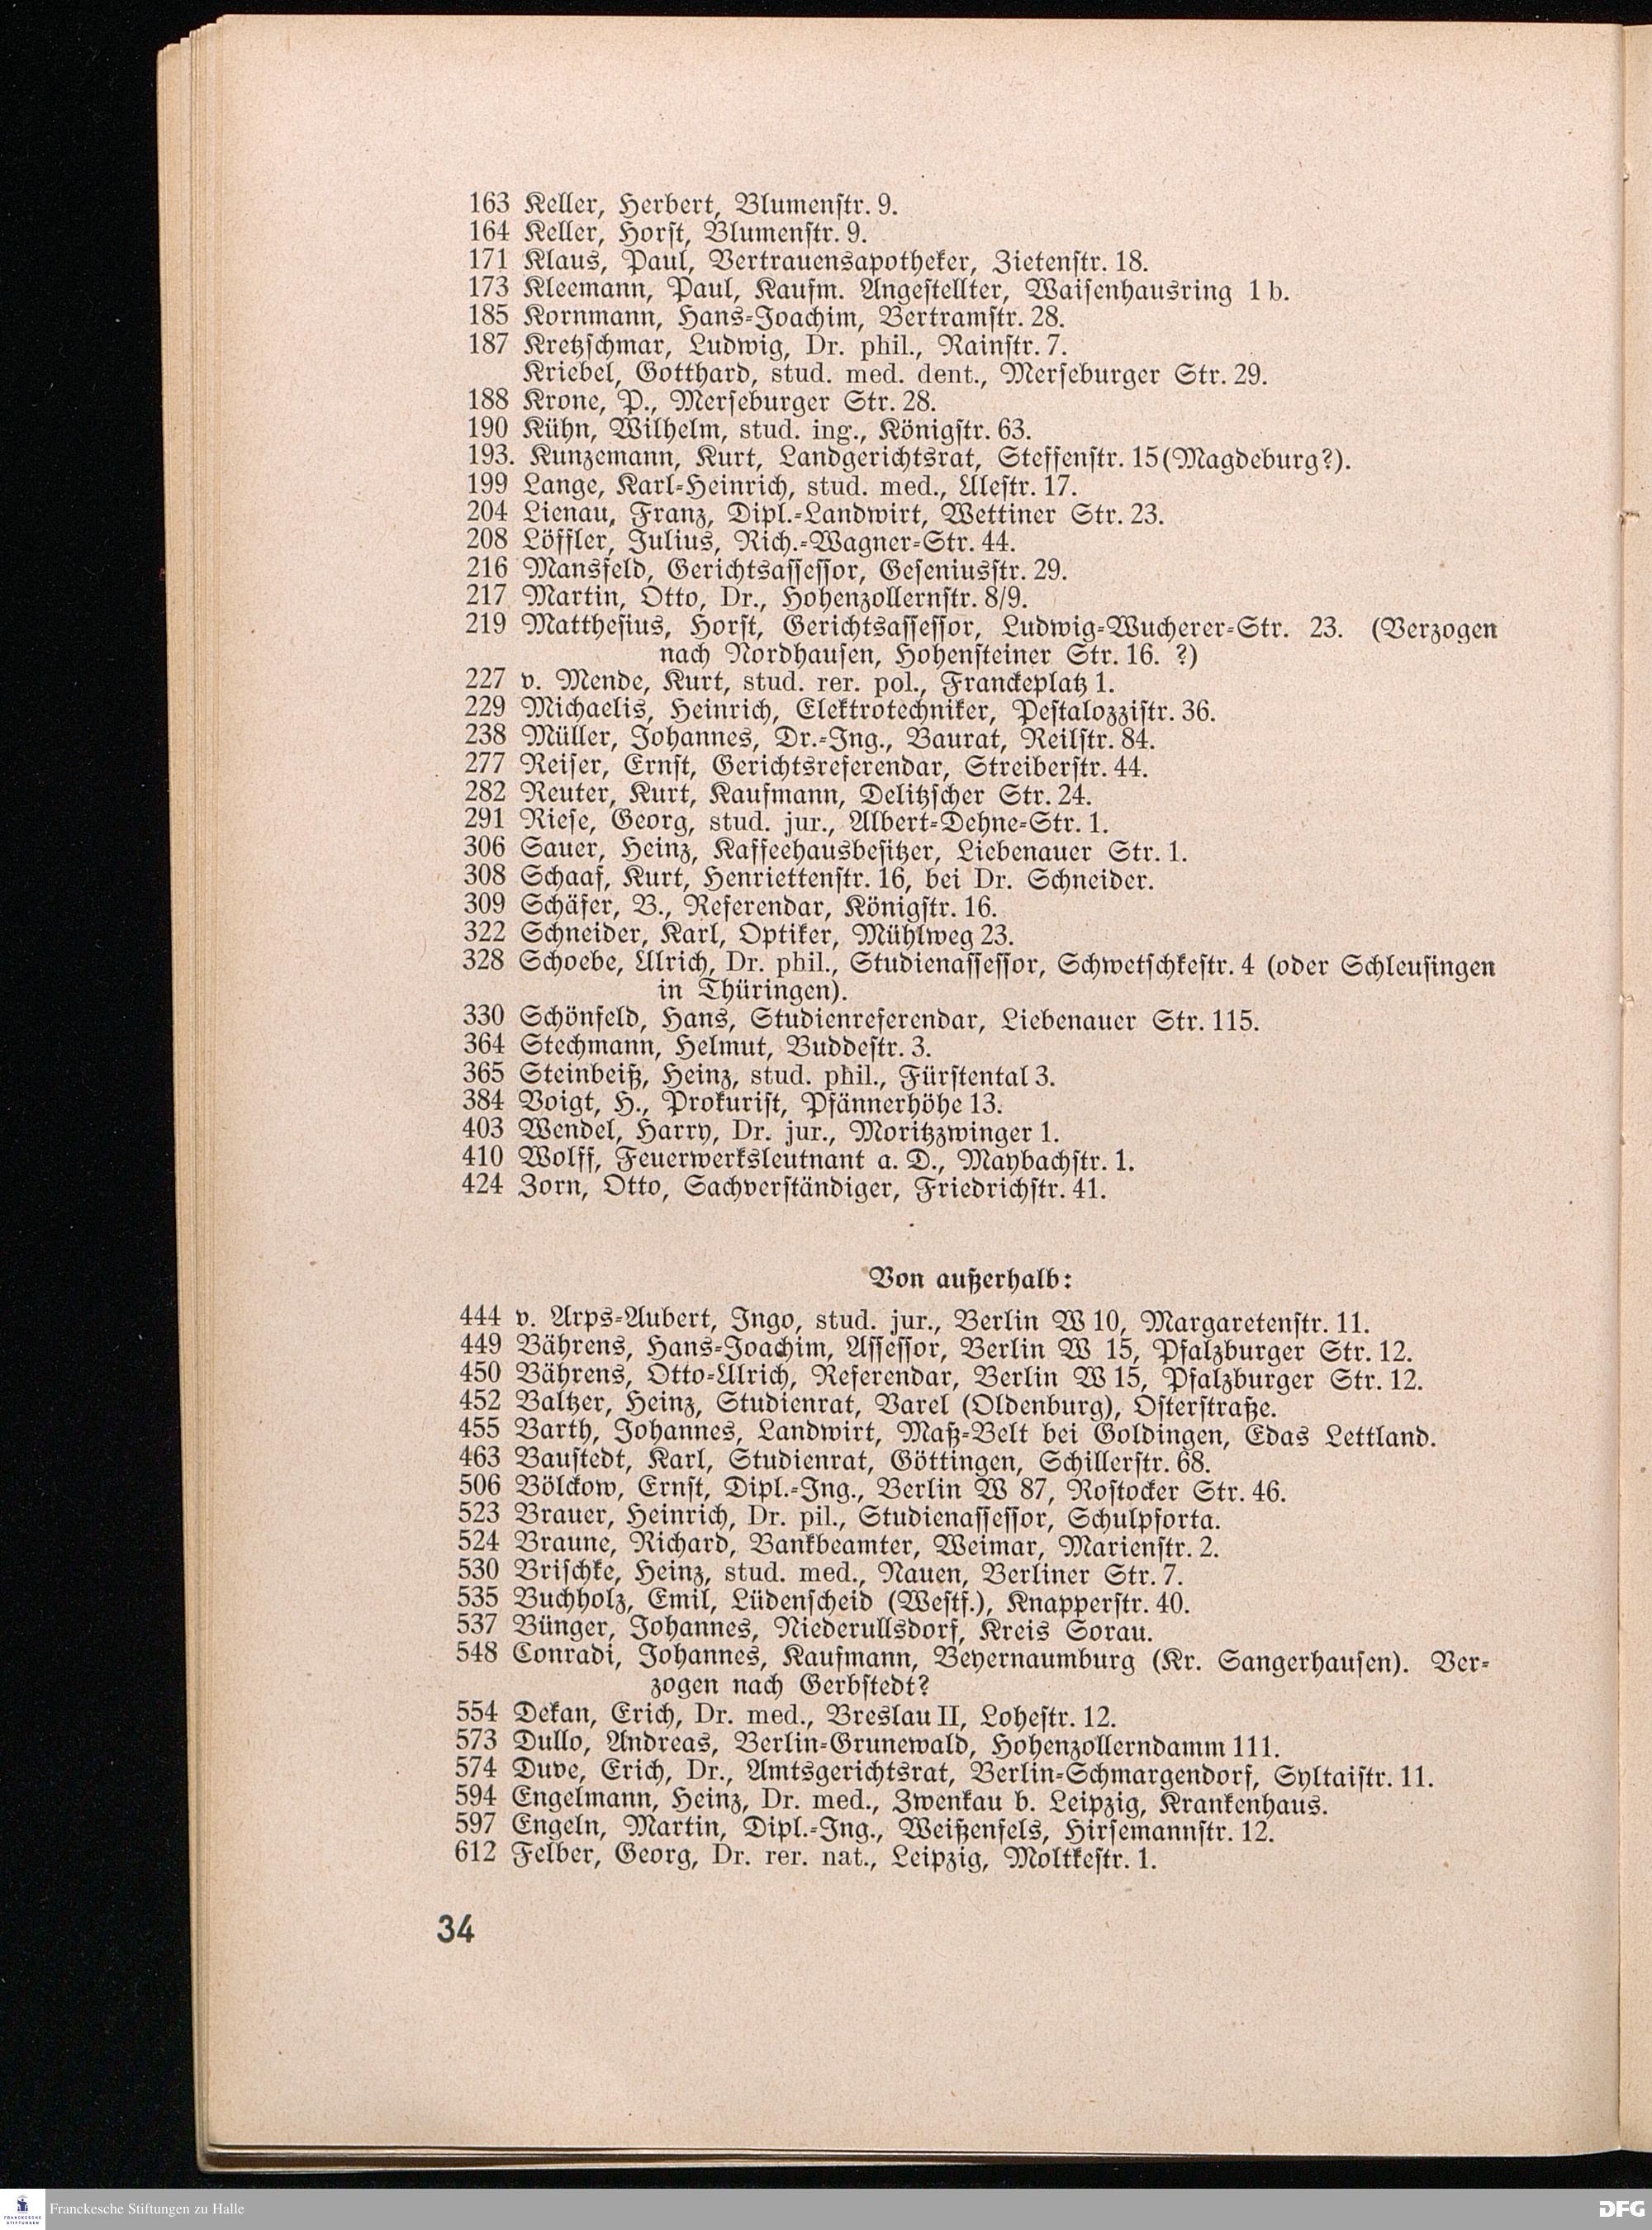 163 Keller, Herbert, Blumenstr. 9.
164 Keller, Horst, Blumenstr. 9.
171 Klaus, Paul, Vertrauensapotheker, Zietenstr. 18.
173 Kleemann, Paul, Kaufm. Angestellter, Waisenhausring 1 b.
185 Kornmann, Hans-Joachim, Bertramstr. 28.
187 Kretzschmar, Ludwig, Dr. phil., Rainstr. 7.
Kriebel, Gotthard, stud. med. dent., Merseburger Str. 29.
188 Krone, P., Merseburger Str. 28.
190 Kühn, Wilhelm, stud. ing., Königstr. 63.
193. Kunzemann, Kurt, Landgerichtsrat, Steffenstr. 15 (Magdeburg?).
199 Lange, Karl-Heinrich, stud. med., Ulestr. 17.
204 Lienau, Franz, Dipl.-Landwirt, Wettiner Str. 23.
208 Löffler, Julius, Rich.-Wagner-Str. 44.
216 Mansfeld, Gerichtsassessor, Geseniusstr. 29.
217 Martin, Otto, Dr., Hohenzollernstr. 8/9.
219 Matthesius, Horst, Gerichtsassessor, Ludwig-Wucherer-Str. 23. (Verzogen
nach Nordhausen, Hohensteiner Str. 16. ?)
227 v. Mende, Kurt, stud. rer. pol., Franckeplatz 1.
229 Michaelis, Heinrich, Elektrotechniker, Pestalozzistr. 36.
238 Müller, Johannes, Dr.-Ing., Baurat, Reilstr. 84.
277 Reiser, Ernst, Gerichtsreferendar, Streiberstr. 44.
282 Reuter, Kurt, Kaufmann, Delitzscher Str. 24.
291 Riese, Georg, stud. jur., Albert-Dehne-Str. 1.
306 Sauer, Heinz, Kaffeehausbesitzer, Liebenauer Str. 1.
308 Schaaf, Kurt, Henriettenstr. 16, bei Dr. Schneider.
309 Schäfer, B., Referendar, Königstr. 16.
322 Schneider, Karl, Optiker, Mühlweg 23.
328 Schoebe, Ulrich, Dr. phil., Studienassessor, Schwetschkestr. 4 (oder Schleusingen
in Thüringen).
330 Schönfeld, Hans, Studienreferendar, Liebenauer Str. 115.
364 Stechmann, Helmut, Buddestr. 3.
365 Steinbeiß, Heinz, stud. phil., Fürstental 3.
384 Voigt, H., Prokurist, Pfännerhöhe 13.
403 Wendel, Harry, Dr. jur., Moritzzwinger 1.
410 Wolff, Feuerwerksleutnant a. D., Maybachstr. 1.
424 Zorn, Otto, Sachverständiger, Friedrichstr. 41.
Von außerhalb:
444 v. Arps-Aubert, Ingo, stud. jur., Berlin W 10, Margaretenstr. 11.
449 Bährens, Hans-Joachim, Assessor, Berlin W 15, Pfalzburger Str. 12.
450 Bährens, Otto-Ulrich, Referendar, Berlin W 15, Pfalzburger Str. 12.
452 Baltzer, Heinz, Studienrat, Varel (Oldenburg), Osterstraße.
455 Barth, Johannes, Landwirt, Maß-Belt bei Goldingen, Edas Lettland.
463 Baustedt, Karl, Studienrat, Göttingen, Schillerstr. 68.
506 Bölckow, Ernst, Dipl.-Ing., Berlin W 87, Rostocker Str. 46.
523 Brauer, Heinrich, Dr. pil., Studienassessor, Schulpforta.
524 Braune, Richard, Bankbeamter, Weimar, Marienstr. 2.
530 Brischke, Heinz, stud. med., Nauen, Berliner Str. 7.
535 Buchholz, Emil, Lüdenscheid (Westf.), Knapperstr. 40.
537 Bünger, Johannes, Niederullsdorf, Kreis Sorau.
548 Conradi, Johannes, Kaufmann, Beyernaumburg (Kr. Sangerhausen). Ver-
zogen nach Gerbstedt?
554 Dekan, Erich, Dr. med., Breslau II, Lohestr. 12.
573 Dullo, Andreas, Berlin-Grunewald, Hohenzollerndamm 111.
574 Duve, Erich, Dr., Amtsgerichtsrat, Berlin-Schmargendorf, Syltaistr. 11.
594 Engelmann, Heinz, Dr. med., Zwenkau b. Leipzig, Krankenhaus.
597 Engeln, Martin, Dipl.-Ing., Weißenfels, Hirsemannstr. 12.
612 Felber, Georg, Dr. rer. nat., Leipzig, Moltkestr. 1.
34
Franckesche Stiftungen zu Halle
DFG